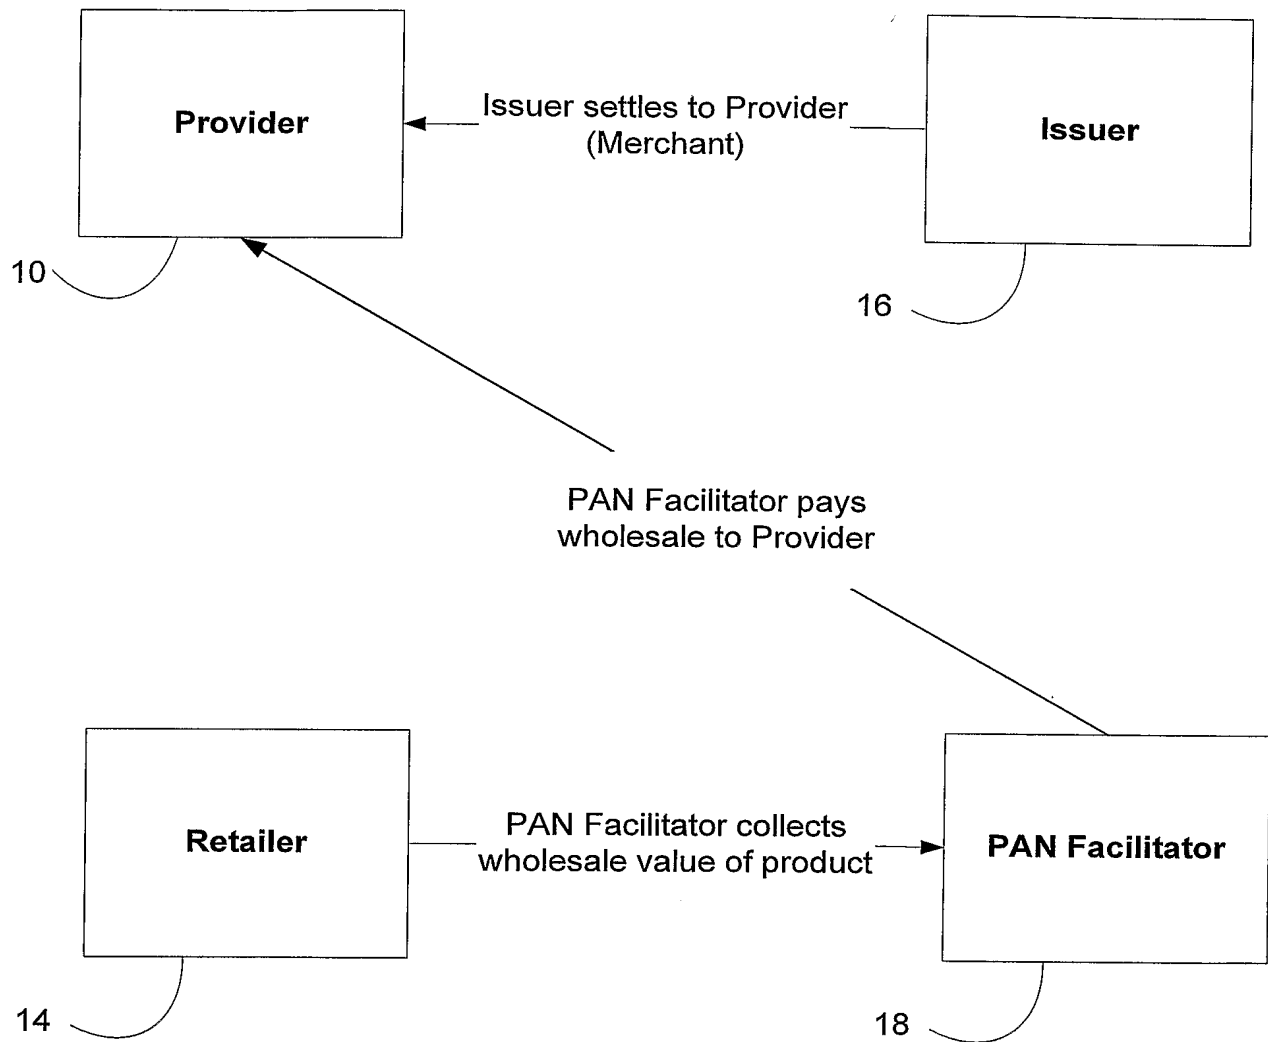 Provider
Issuer settles to Provider
(Merchant)
Issuer
10
16
PAN Facilitator pays
wholesale to Provider
Retailer
PAN Facilitator collects
wholesale value of product
PAN Facilitator
14
18